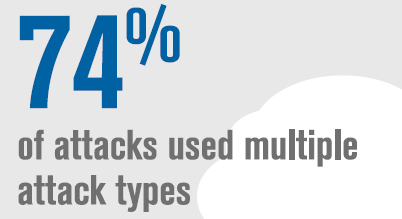 74%
of attacks used multiple
attack types